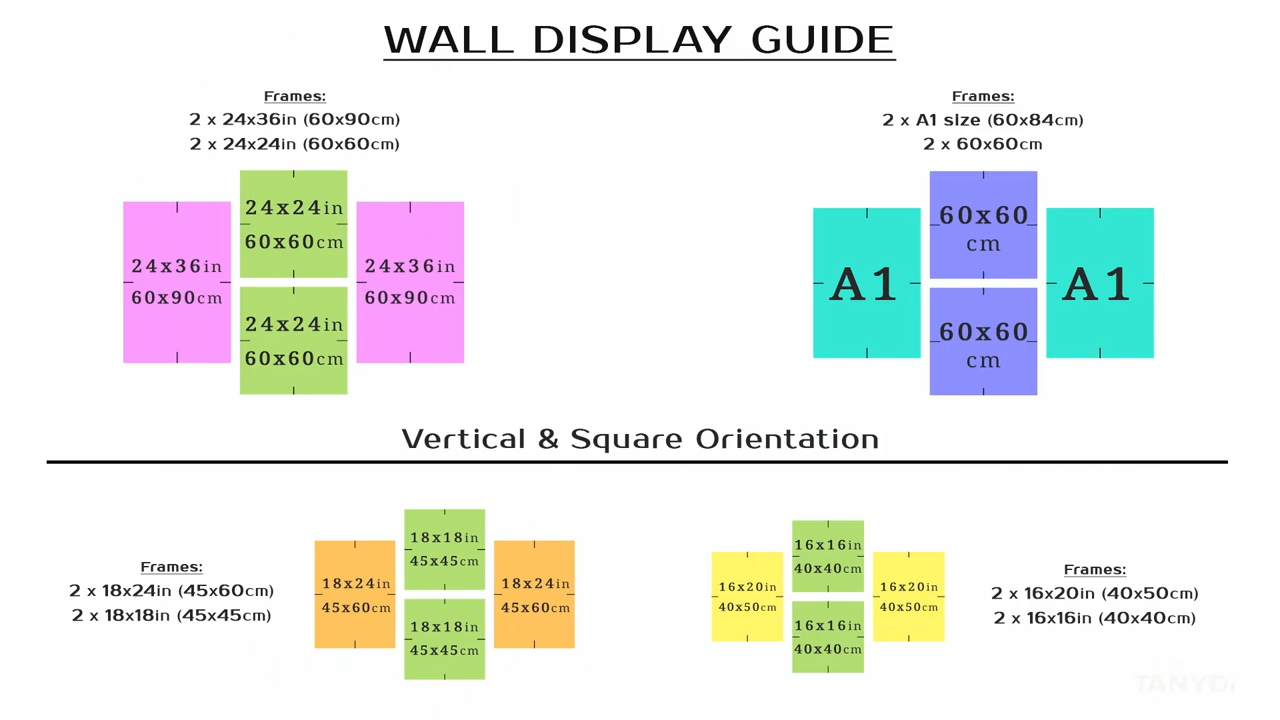 WALL DISPLAY GUIDE
Frames:
2 x 24x36in (60x90cm)
2 x 24x24in (60x60cm)
24x36in
60x90cm
24x24in
60x60cm
24x24in
60x60cm
24x36in
60x90cm
Frames:
2 x A1 size (60x84cm)
2 x 60x60cm
A1
60x60
cm
60x60
cm
A1
Vertical & Square Orientation
Frames:
2 x 18x24in (45x60cm)
2 x 18x18in (45x45cm)
18x24in
45x60cm
18x18in
45x45cm
18x18in
45x45cm
18x24in
45x60cm
16x20in
40x50cm
16x16in
40x40cm
16x16in
40x40cm
16x20in
40x50cm
Frames:
2 x 16x20in (40x50cm)
2 x 16x16in (40x40cm)